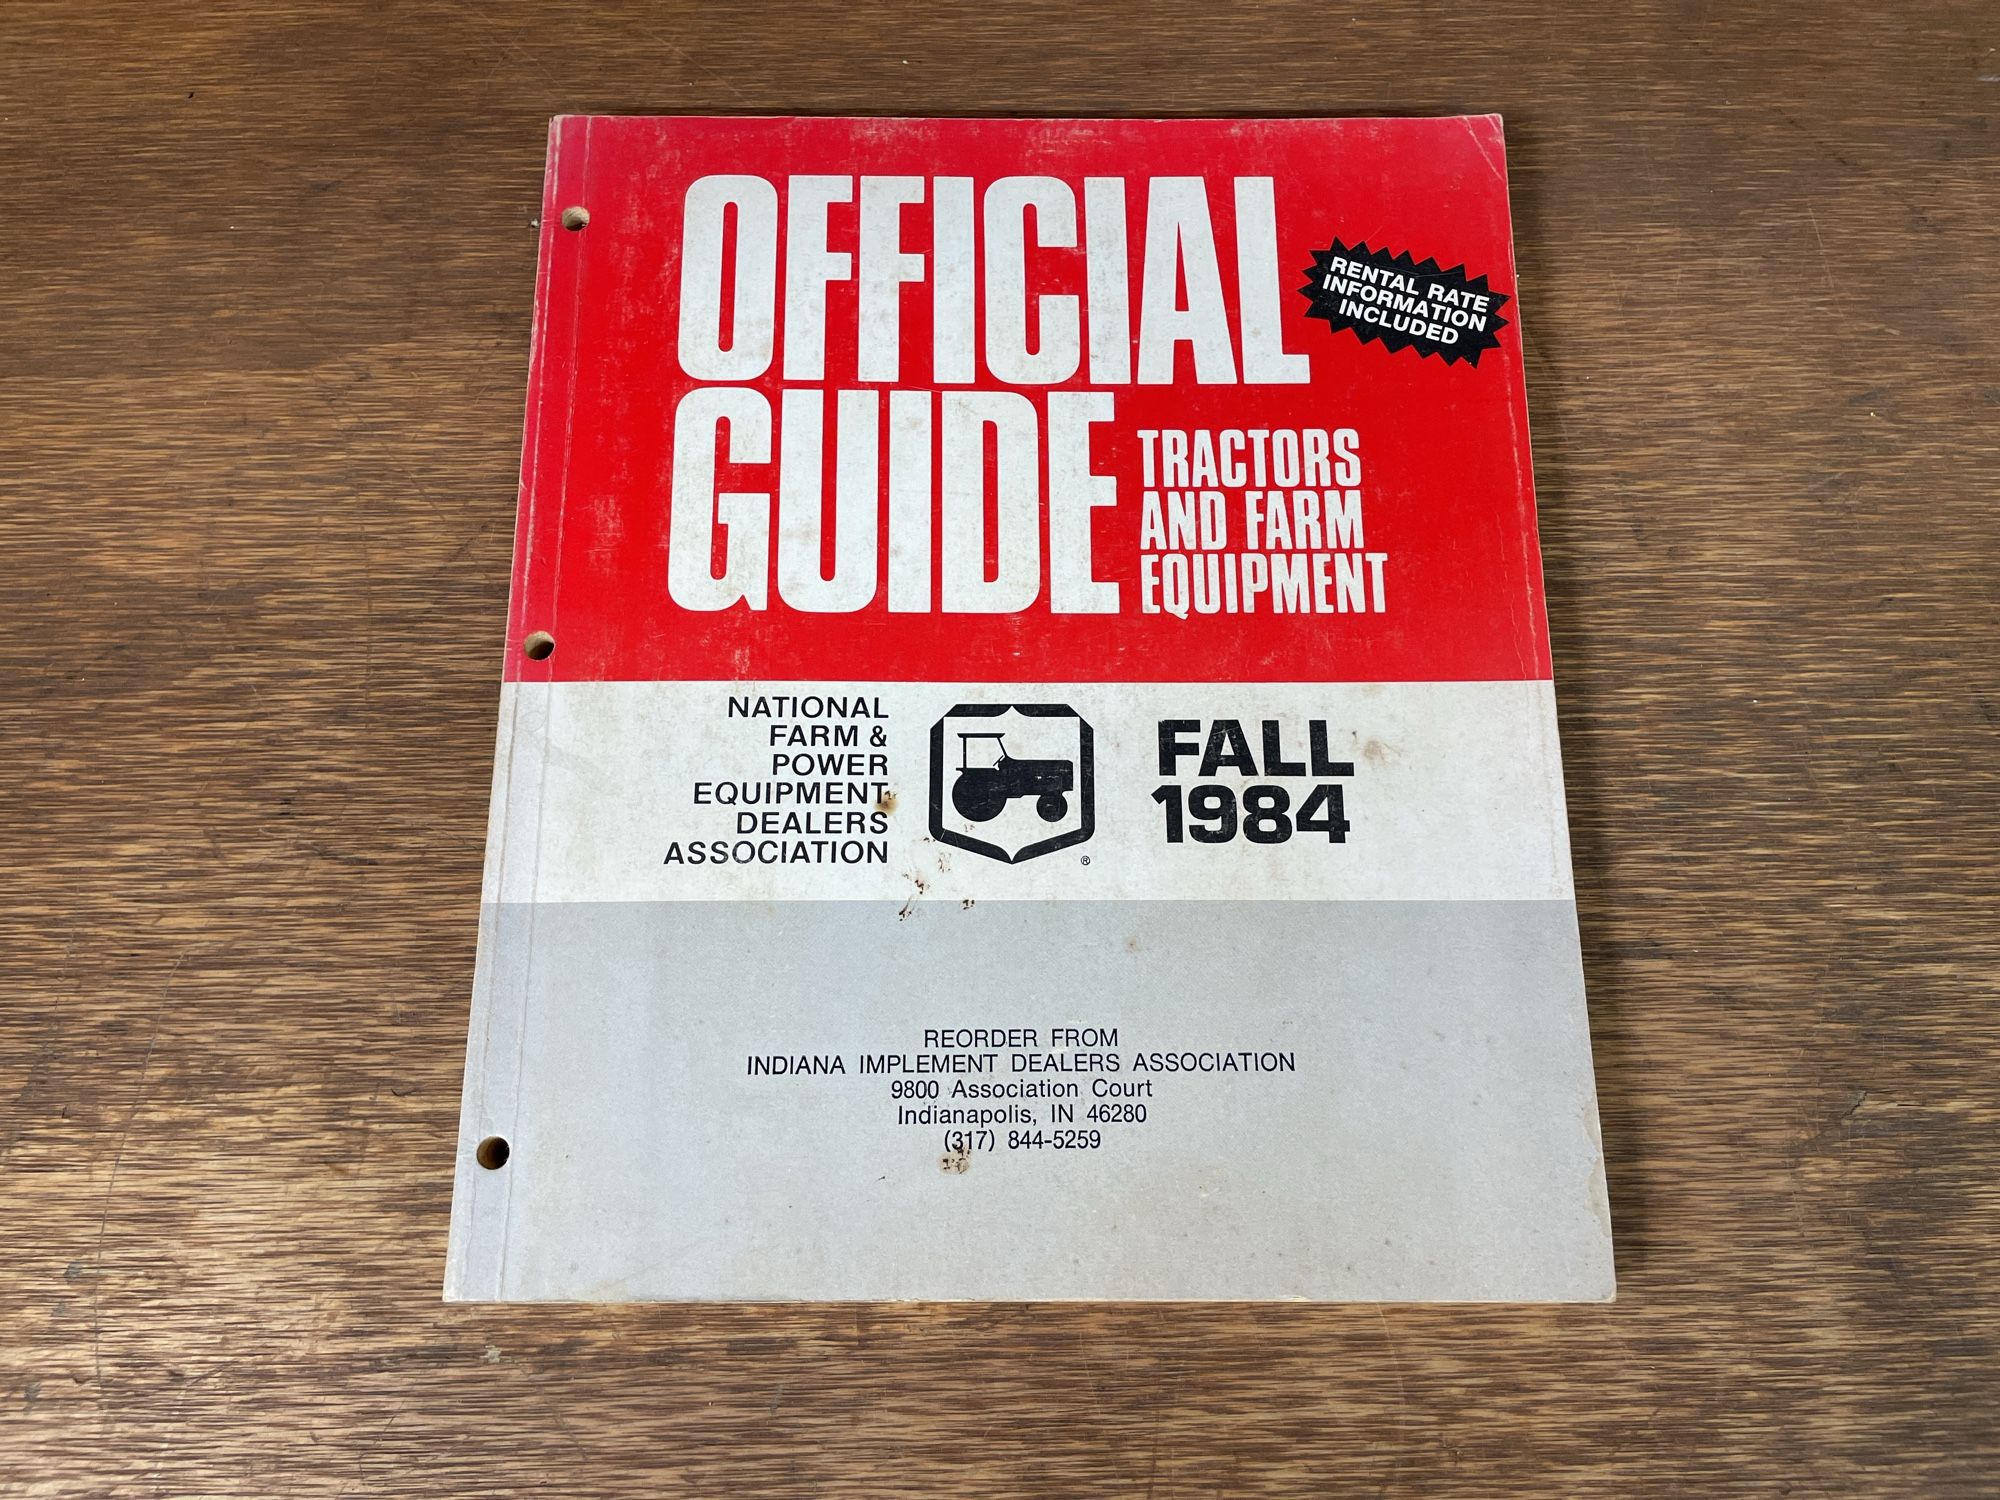 OFFICIAL
GUIDE
TRACTORS
AND FARM
EQUIPMENT
RENTAL RATE
INFORMATION
INCLUDED
NATIONAL
FARM &
POWER
EQUIPMENT
DEALERS
ASSOCIATION
®
FALL
1984
REORDER FROM
INDIANA IMPLEMENT DEALERS ASSOCIATION
9800 Association Court
Indianapolis, IN 46280
(317) 844-5259